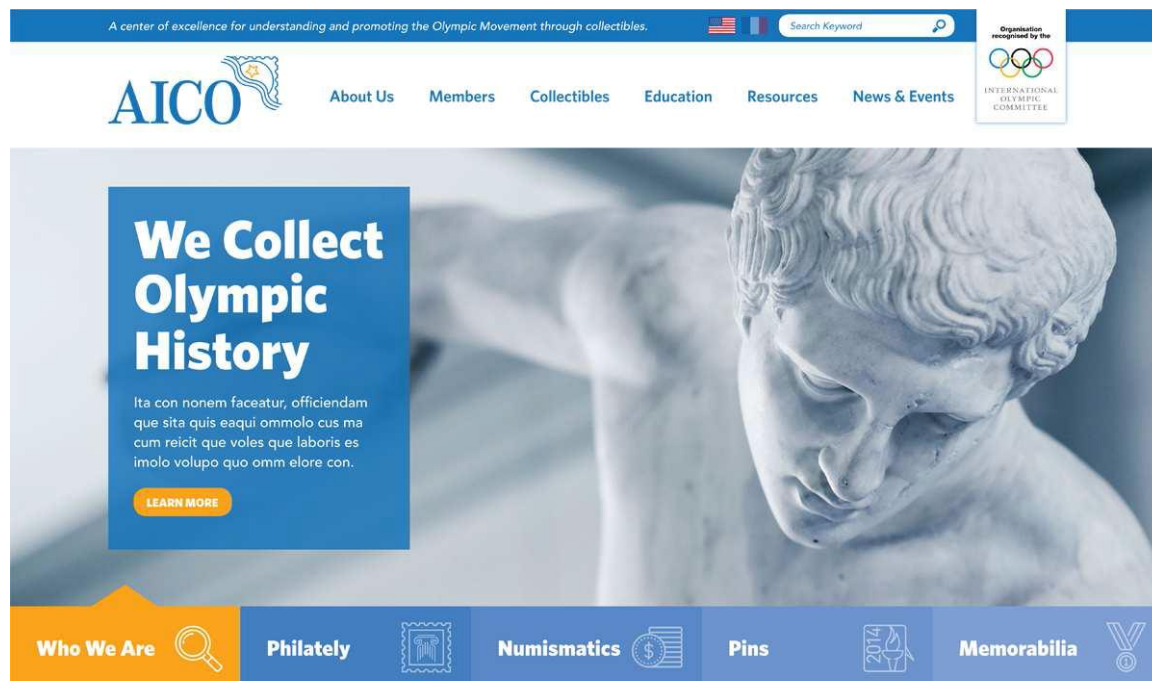 A center of excellence for understanding and promoting the Olympic Movement through collectibles.
Search Keyword
Organisation
recognised by the
INTERNATIONAL
OLYMPIC
COMMITTEE
AICO
About Us Members Collectibles Education Resources News & Events
We Collect
Olympic
History
Ita con nonem faceatur, officiendam
que sita quis eaqui ommolo cus ma
cum reicit que voles que laboris es
imolo volupo quo omm elore con.
LEARN MORE
Who We Are Philately Numismatics $ Pins 2014 Memorabilia 1